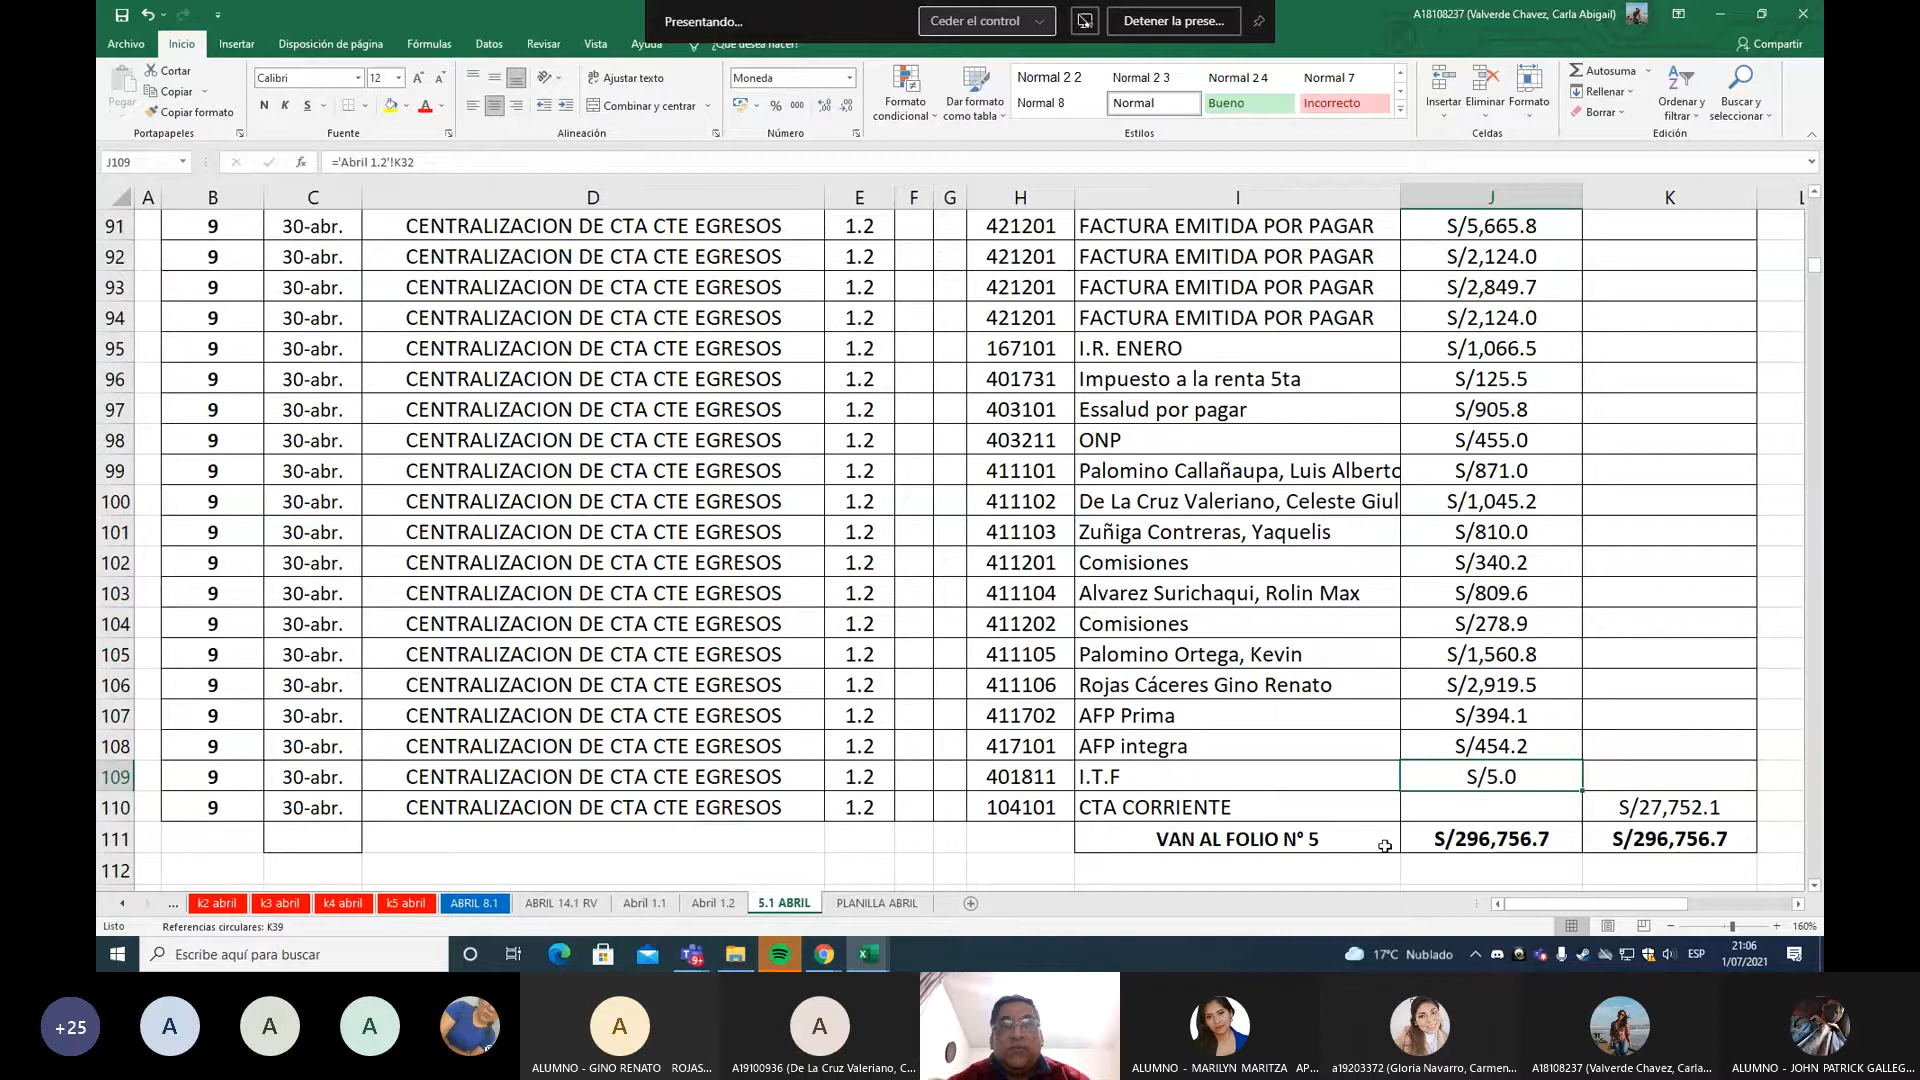 Presentando...
Ceder el control
Detener la prese...
A18108237 (Valverde Chavez, Carla Abigail)
Archivo Inicio Insertar Disposición de página Fórmulas Datos Revisar Vista Ayuda ¿Qué desea hacer?
Compartir
Pegar
Cortar
Copiar
Copiar formato
Portapapeles
Calibri 12
N K S
Fuente
Ajustar texto
Combinar y centrar
Alineación
Moneda
% 000
Número
Formato condicional
Dar formato como tabla
Normal 2 2 Normal 2 3 Normal 2 4 Normal 7
Normal 8 Normal Bueno Incorrecto
Estilos
Insertar Eliminar Formato
Celdas
Autosuma
Rellenar
Borrar
Ordenar y filtrar
Buscar y seleccionar
Edición
J109 fx ='Abril 1.2'!K32
A B C D E F G H I J K L
91 9 30-abr. CENTRALIZACION DE CTA CTE EGRESOS 1.2 421201 FACTURA EMITIDA POR PAGAR S/5,665.8
92 9 30-abr. CENTRALIZACION DE CTA CTE EGRESOS 1.2 421201 FACTURA EMITIDA POR PAGAR S/2,124.0
93 9 30-abr. CENTRALIZACION DE CTA CTE EGRESOS 1.2 421201 FACTURA EMITIDA POR PAGAR S/2,849.7
94 9 30-abr. CENTRALIZACION DE CTA CTE EGRESOS 1.2 421201 FACTURA EMITIDA POR PAGAR S/2,124.0
95 9 30-abr. CENTRALIZACION DE CTA CTE EGRESOS 1.2 167101 I.R. ENERO S/1,066.5
96 9 30-abr. CENTRALIZACION DE CTA CTE EGRESOS 1.2 401731 Impuesto a la renta 5ta S/125.5
97 9 30-abr. CENTRALIZACION DE CTA CTE EGRESOS 1.2 403101 Essalud por pagar S/905.8
98 9 30-abr. CENTRALIZACION DE CTA CTE EGRESOS 1.2 403211 ONP S/455.0
99 9 30-abr. CENTRALIZACION DE CTA CTE EGRESOS 1.2 411101 Palomino Callañaupa, Luis Alberto S/871.0
100 9 30-abr. CENTRALIZACION DE CTA CTE EGRESOS 1.2 411102 De La Cruz Valeriano, Celeste Giul S/1,045.2
101 9 30-abr. CENTRALIZACION DE CTA CTE EGRESOS 1.2 411103 Zuñiga Contreras, Yaquelis S/810.0
102 9 30-abr. CENTRALIZACION DE CTA CTE EGRESOS 1.2 411201 Comisiones S/340.2
103 9 30-abr. CENTRALIZACION DE CTA CTE EGRESOS 1.2 411104 Alvarez Surichaqui, Rolin Max S/809.6
104 9 30-abr. CENTRALIZACION DE CTA CTE EGRESOS 1.2 411202 Comisiones S/278.9
105 9 30-abr. CENTRALIZACION DE CTA CTE EGRESOS 1.2 411105 Palomino Ortega, Kevin S/1,560.8
106 9 30-abr. CENTRALIZACION DE CTA CTE EGRESOS 1.2 411106 Rojas Cáceres Gino Renato S/2,919.5
107 9 30-abr. CENTRALIZACION DE CTA CTE EGRESOS 1.2 411702 AFP Prima S/394.1
108 9 30-abr. CENTRALIZACION DE CTA CTE EGRESOS 1.2 417101 AFP integra S/454.2
109 9 30-abr. CENTRALIZACION DE CTA CTE EGRESOS 1.2 401811 I.T.F S/5.0
110 9 30-abr. CENTRALIZACION DE CTA CTE EGRESOS 1.2 104101 CTA CORRIENTE S/27,752.1
111 VAN AL FOLIO N° 5 S/296,756.7 S/296,756.7
112
... k2 abril k3 abril k4 abril k5 abril ABRIL 8.1 ABRIL 14.1 RV Abril 1.1 Abril 1.2 5.1 ABRIL PLANILLA ABRIL
Listo Referencias circulares: K39 160%
Escribe aquí para buscar
9+
17°C Nublado
ESP
21:06
1/07/2021
+25 A A A A A
ALUMNO - GINO RENATO ROJAS...
A19100936 (De La Cruz Valeriano, C...
ALUMNO - MARILYN MARITZA AP...
a19203372 (Gloria Navarro, Carmen...
A18108237 (Valverde Chavez, Carla...
ALUMNO - JOHN PATRICK GALLEG...